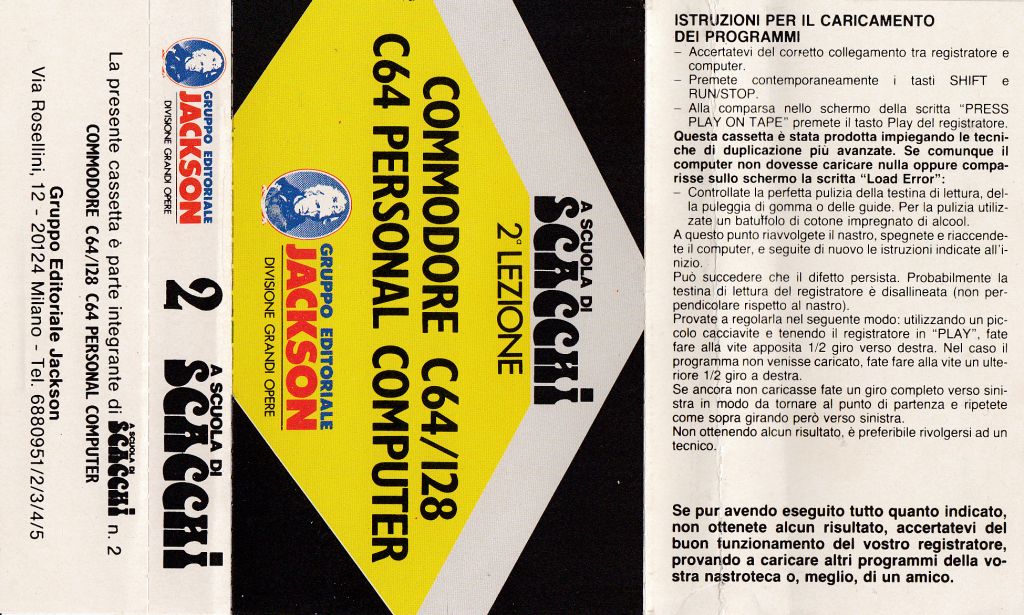 La presente cassetta è parte integrante di A SCUOLA DI SCACCHI n. 2
COMMODORE C64/128 C64 PERSONAL COMPUTER
Gruppo Editoriale Jackson
Via Rosellini, 12 - 20124 Milano - Tel. 6880951/2/3/4/5
GRUPPO EDITORIALE
JACKSON
DIVISIONE GRANDI OPERE
2
A SCUOLA DI
SCACCHI
A SCUOLA DI
SCACCHI
2ª LEZIONE
COMMODORE C64/128
C64 PERSONAL COMPUTER
GRUPPO EDITORIALE
JACKSON
DIVISIONE GRANDI OPERE
ISTRUZIONI PER IL CARICAMENTO
DEI PROGRAMMI
– Accertatevi del corretto collegamento tra registratore e
computer.
– Premete contemporaneamente i tasti SHIFT e
RUN/STOP.
– Alla comparsa nello schermo della scritta “PRESS
PLAY ON TAPE” premete il tasto Play del registratore.
Questa cassetta è stata prodotta impiegando le tecni-
che di duplicazione più avanzate. Se comunque il
computer non dovesse caricare nulla oppure compa-
risse sullo schermo la scritta “Load Error”:
– Controllate la perfetta pulizia della testina di lettura, del-
la puleggia di gomma o delle guide. Per la pulizia utiliz-
zate un batuffolo di cotone impregnato di alcool.
A questo punto riavvolgete il nastro, spegnete e riaccende-
te il computer, e seguite di nuovo le istruzioni indicate all'i-
nizio.
Può succedere che il difetto persista. Probabilmente la
testina di lettura del registratore è disallineata (non per-
pendicolare rispetto al nastro).
Provate a regolarla nel seguente modo: utilizzando un pic-
colo cacciavite e tenendo il registratore in “PLAY”, fate
fare alla vite apposita 1/2 giro verso destra. Nel caso il
programma non venisse caricato, fate fare alla vite un ulte-
riore 1/2 giro a destra.
Se ancora non caricasse fate un giro completo verso sini-
stra in modo da tornare al punto di partenza e ripetete
come sopra girando però verso sinistra.
Non ottenendo alcun risultato, è preferibile rivolgersi ad un
tecnico.
Se pur avendo eseguito tutto quanto indicato,
non ottenete alcun risultato, accertatevi del
buon funzionamento del vostro registratore,
provando a caricare altri programmi della vo-
stra nastroteca o, meglio, di un amico.